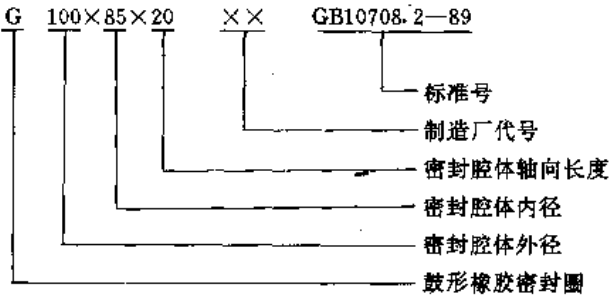 G 100×85×20 ×× GB10708.2—89
标准号
制造厂代号
密封腔体轴向长度
密封腔体内径
密封腔体外径
鼓形橡胶密封圈